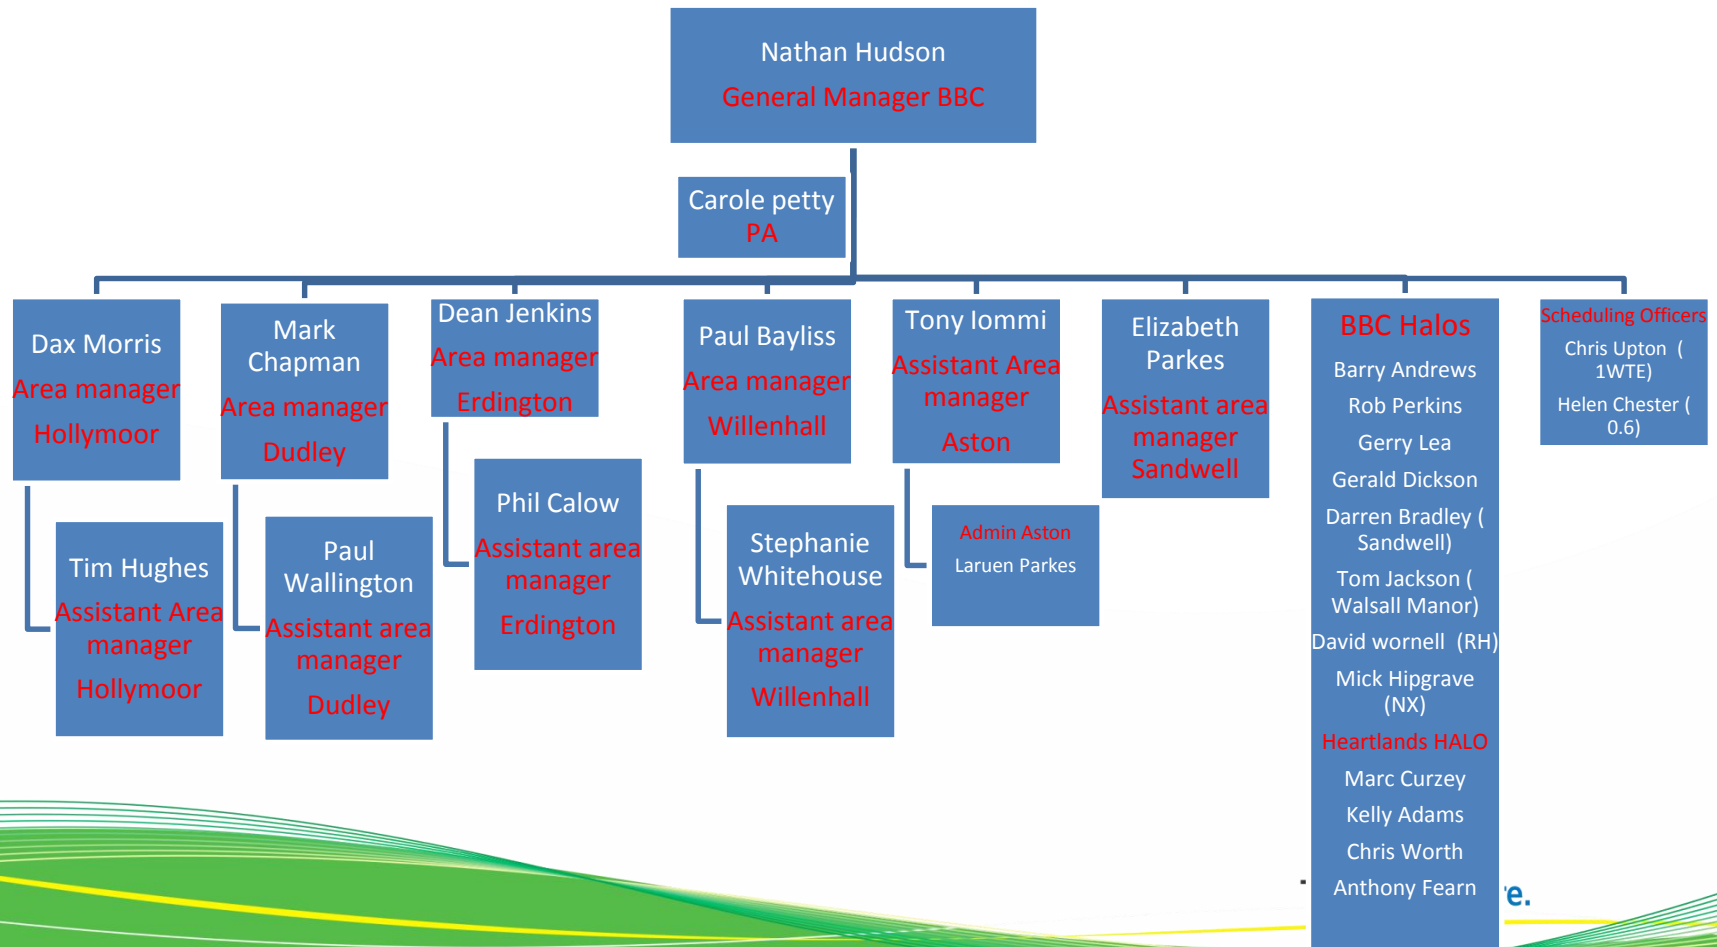 Nathan Hudson
General Manager BBC
Carole petty
PA
Dax Morris
Area manager
Hollymoor
Mark
Chapman
Area manager
Dudley
Dean Jenkins
Area manager
Erdington
Paul Bayliss
Area manager
Willenhall
Tony Iommi
Assistant Area
manager
Aston
Elizabeth
Parkes
Assistant area
manager
Sandwell
BBC Halos
Barry Andrews
Rob Perkins
Gerry Lea
Gerald Dickson
Darren Bradley (
Sandwell)
Tom Jackson (
Walsall Manor)
David wornell  (RH)
Mick Hipgrave
(NX)
Heartlands HALO
Marc Curzey
Kelly Adams
Chris Worth
Anthony Fearn
Scheduling Officers
Chris Upton  (
1WTE)
Helen Chester (
0.6)
Tim Hughes
Assistant Area
manager
Hollymoor
Paul
Wallington
Assistant area
manager
Dudley
Phil Calow
Assistant area
manager
Erdington
Stephanie
Whitehouse
Assistant area
manager
Willenhall
Admin Aston
Laruen Parkes
e.